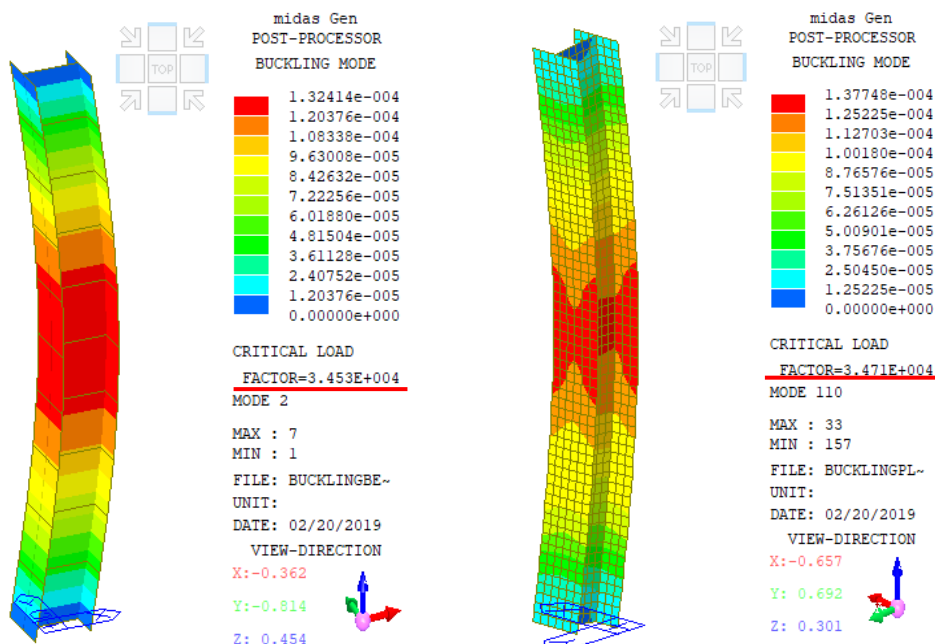 midas Gen
POST-PROCESSOR
BUCKLING MODE
TOP
1.32414e-004
1.20376e-004
1.08338e-004
9.63008e-005
8.42632e-005
7.22256e-005
6.01880e-005
4.81504e-005
3.61128e-005
2.40752e-005
1.20376e-005
0.00000e+000
CRITICAL LOAD
FACTOR=3.453E+004
MODE 2
MAX : 7
MIN : 1
FILE: BUCKLINGBE~
UNIT:
DATE: 02/20/2019
VIEW-DIRECTION
X:-0.362
Y:-0.814
Z: 0.454
midas Gen
POST-PROCESSOR
BUCKLING MODE
TOP
1.37748e-004
1.25225e-004
1.12703e-004
1.00180e-004
8.76576e-005
7.51351e-005
6.26126e-005
5.00901e-005
3.75676e-005
2.50450e-005
1.25225e-005
0.00000e+000
CRITICAL LOAD
FACTOR=3.471E+004
MODE 110
MAX : 33
MIN : 157
FILE: BUCKLINGPL~
UNIT:
DATE: 02/20/2019
VIEW-DIRECTION
X:-0.657
Y: 0.692
Z: 0.301